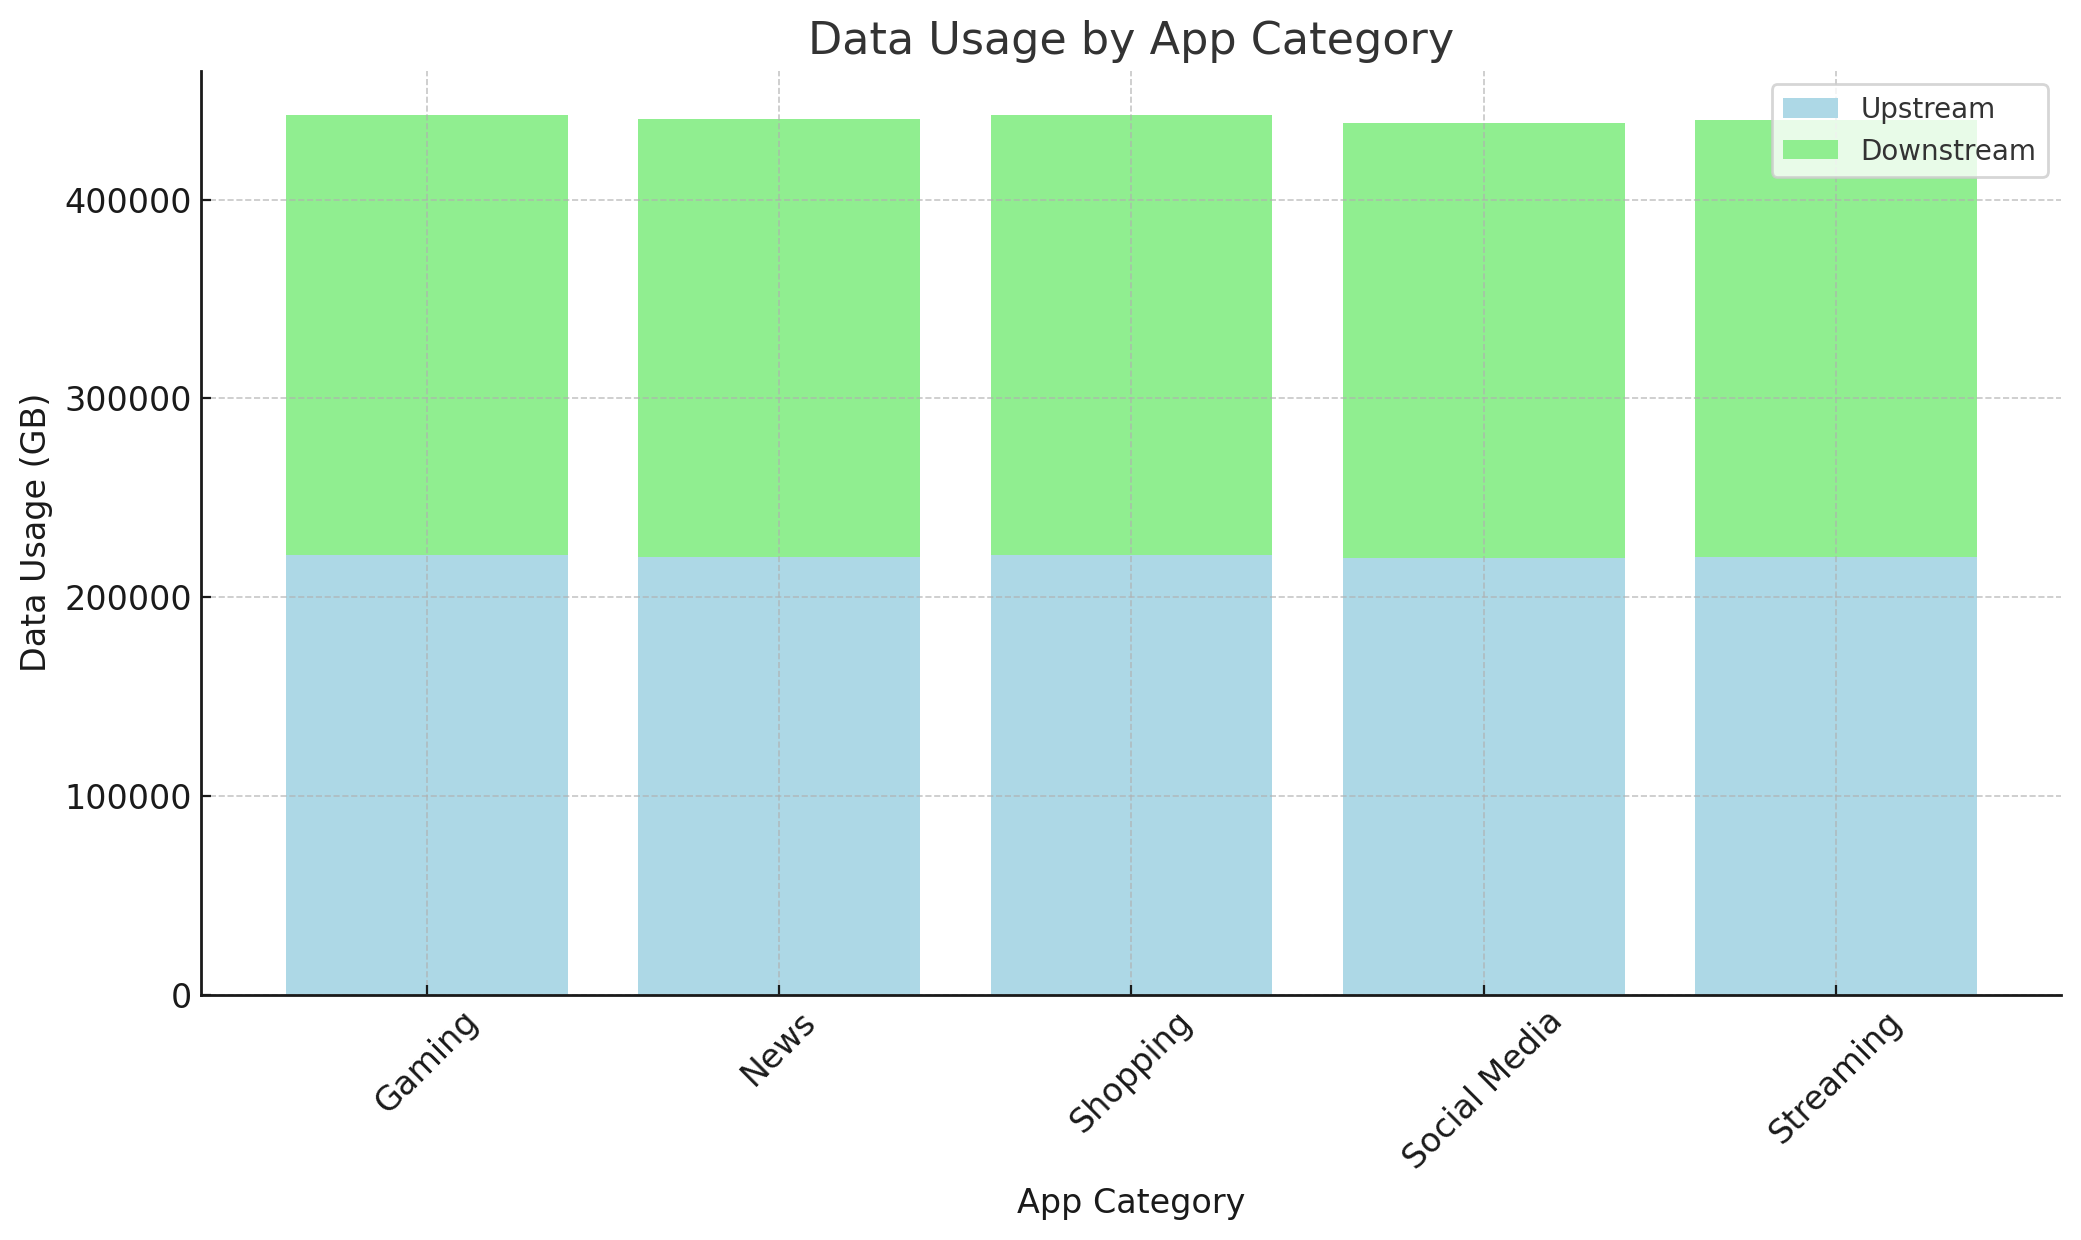 Data Usage by App Category
Upstream
Downstream
Data Usage (GB)
400000
300000
200000
100000
0
Gaming
News
Shopping
Social Media
Streaming
App Category